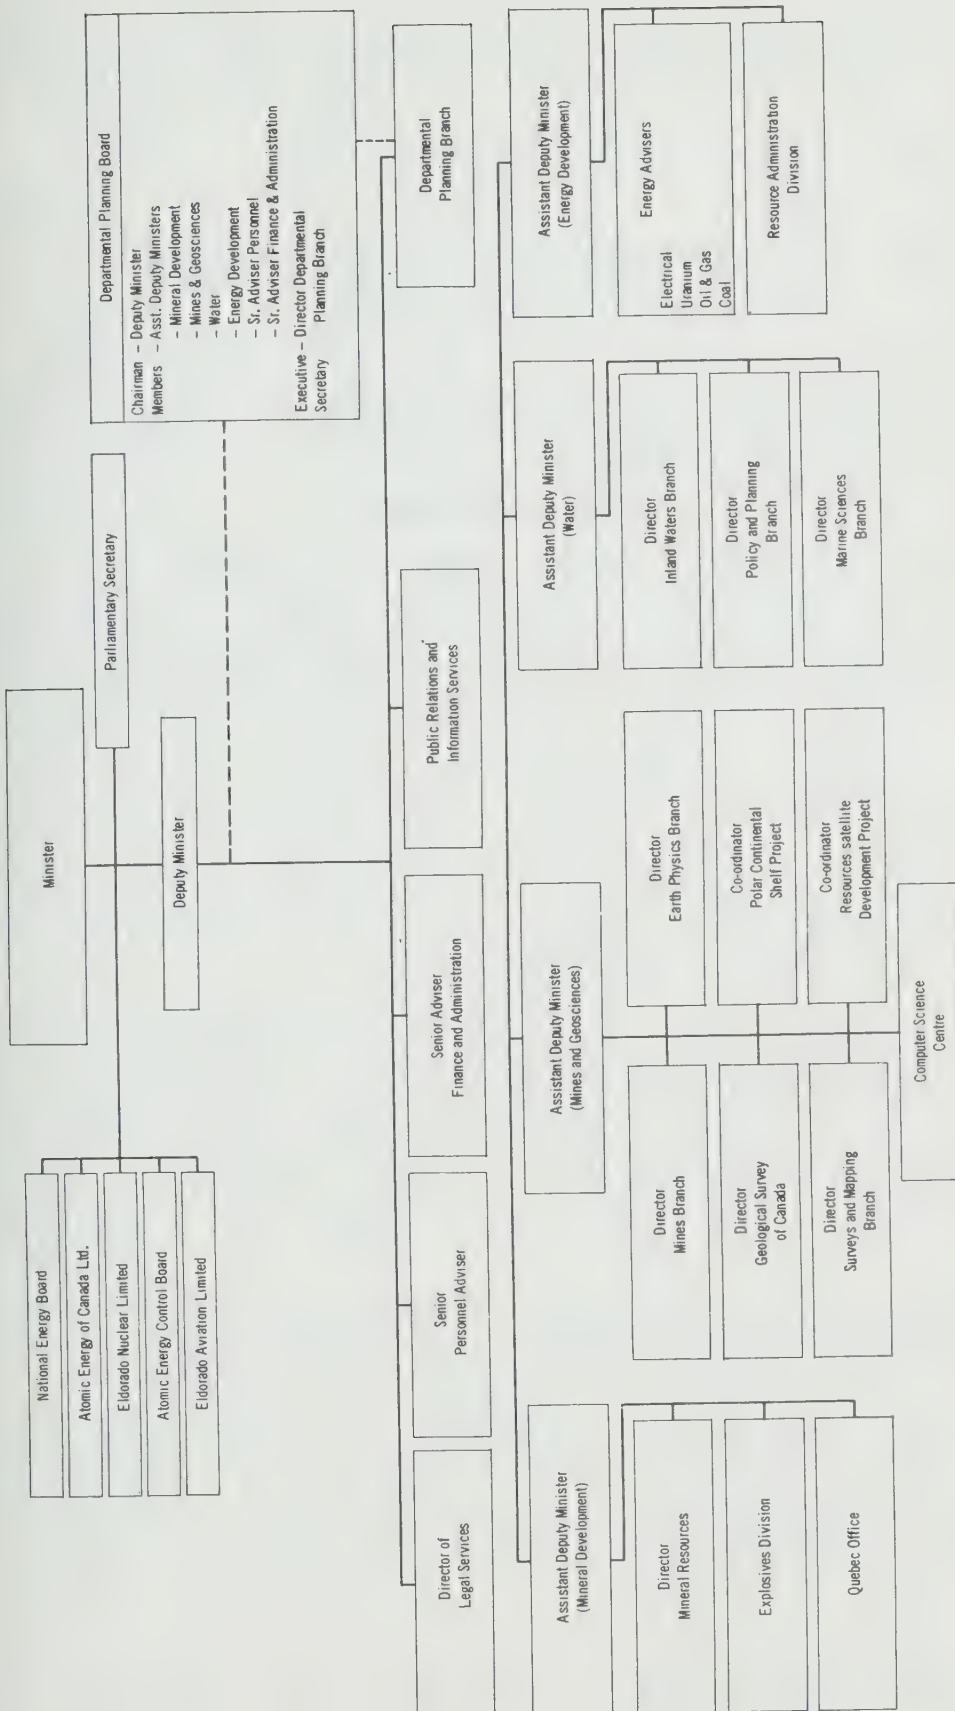 Minister
Parliamentary Secretary
National Energy Board
Atomic Energy of Canada Ltd.
Eldorado Nuclear Limited
Atomic Energy Control Board
Eldorado Aviation Limited
Deputy Minister
Departmental Planning Board
Chairman – Deputy Minister
Members – Asst. Deputy Ministers
– Mineral Development
– Mines & Geosciences
– Water
– Energy Development
– Sr. Adviser Personnel
– Sr. Adviser Finance & Administration
Executive – Director Departmental
Secretary Planning Branch
Director of
Legal Services
Senior
Personnel Adviser
Senior Adviser
Finance and Administration
Public Relations and
Information Services
Departmental
Planning Branch
Assistant Deputy Minister
(Mineral Development)
Director
Mineral Resources
Explosives Division
Quebec Office
Assistant Deputy Minister
(Mines and Geosciences)
Director
Mines Branch
Director
Geological Survey
of Canada
Director
Surveys and Mapping
Branch
Director
Earth Physics Branch
Co-ordinator
Polar Continental
Shelf Project
Co-ordinator
Resources satellite
Development Project
Computer Science
Centre
Assistant Deputy Minister
(Water)
Director
Inland Waters Branch
Director
Policy and Planning
Branch
Director
Marine Sciences
Branch
Assistant Deputy Minister
(Energy Development)
Energy Advisers
Electrical
Uranium
Oil & Gas
Coal
Resource Administration
Division